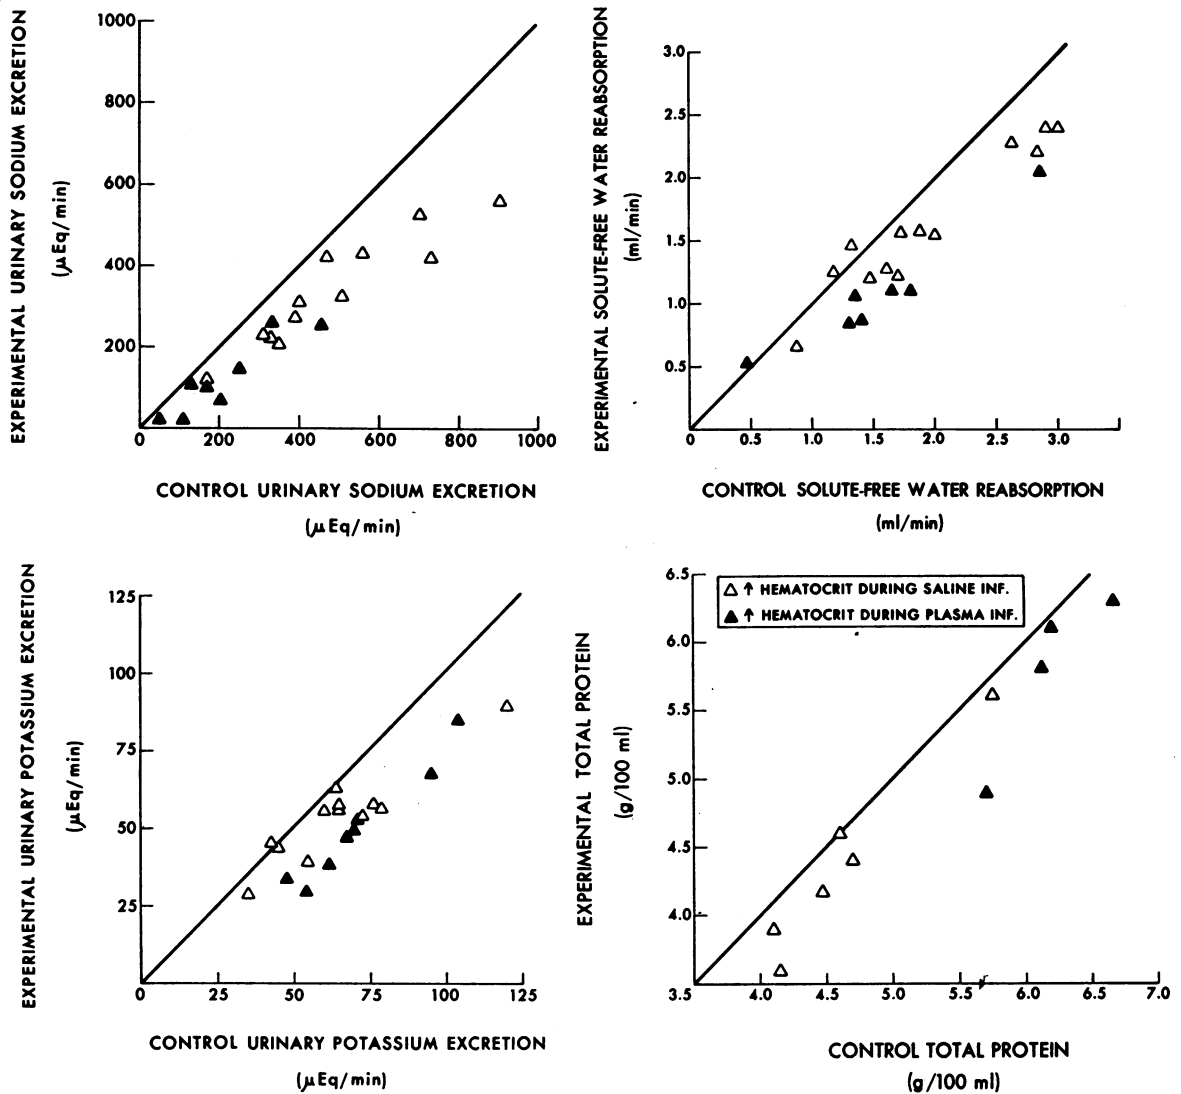 EXPERIMENTAL URINARY SODIUM EXCRETION
(µEq/min)
1000
800
600
400
200
0 200 400 600 800 1000
CONTROL URINARY SODIUM EXCRETION
(µEq/min)
EXPERIMENTAL SOLUTE-FREE WATER REABSORPTION
(ml/min)
3.0
2.5
2.0
1.5
1.0
0.5
0 0.5 1.0 1.5 2.0 2.5 3.0
CONTROL SOLUTE-FREE WATER REABSORPTION
(ml/min)
EXPERIMENTAL URINARY POTASSIUM EXCRETION
(µEq/min)
125
100
75
50
25
0 25 50 75 100 125
CONTROL URINARY POTASSIUM EXCRETION
(µEq/min)
EXPERIMENTAL TOTAL PROTEIN
(g/100 ml)
6.5
6.0
5.5
5.0
4.5
4.0
3.5 4.0 4.5 5.0 5.5 6.0 6.5 7.0
↑ HEMATOCRIT DURING SALINE INF.
↑ HEMATOCRIT DURING PLASMA INF.
CONTROL TOTAL PROTEIN
(g/100 ml)